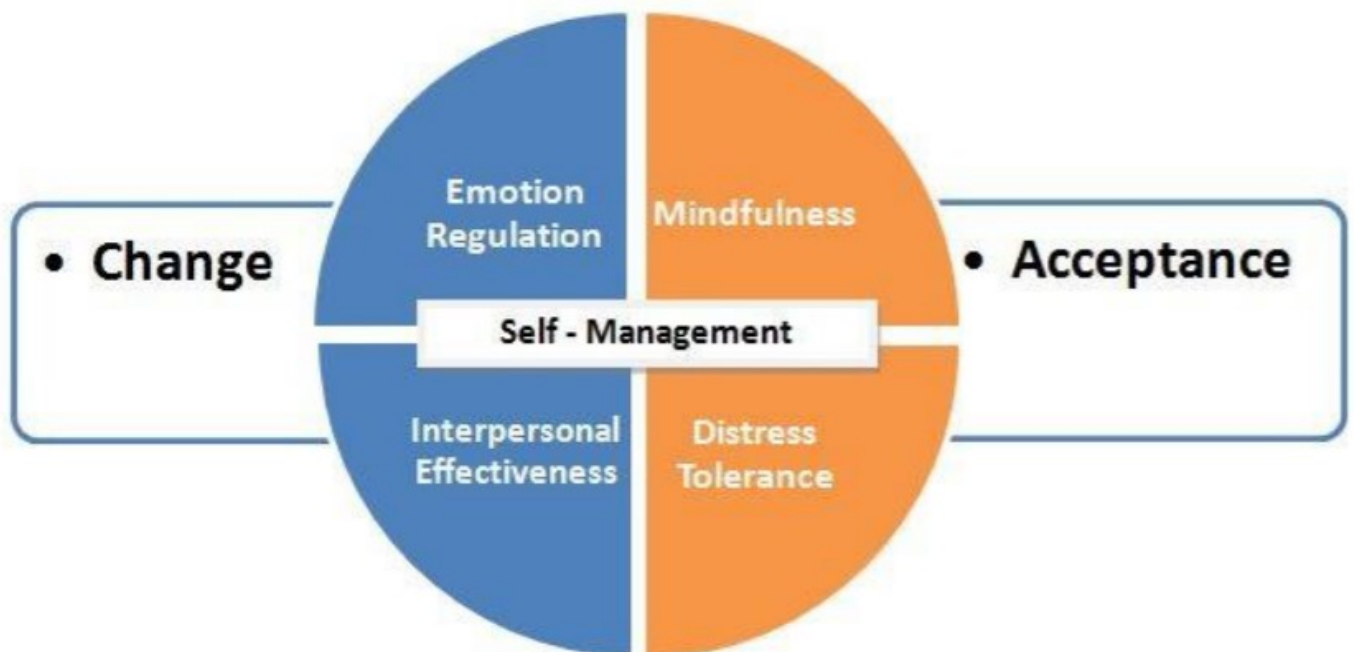 Emotion
Regulation
Mindfulness
• Change
• Acceptance
Self - Management
Interpersonal
Effectiveness
Distress
Tolerance